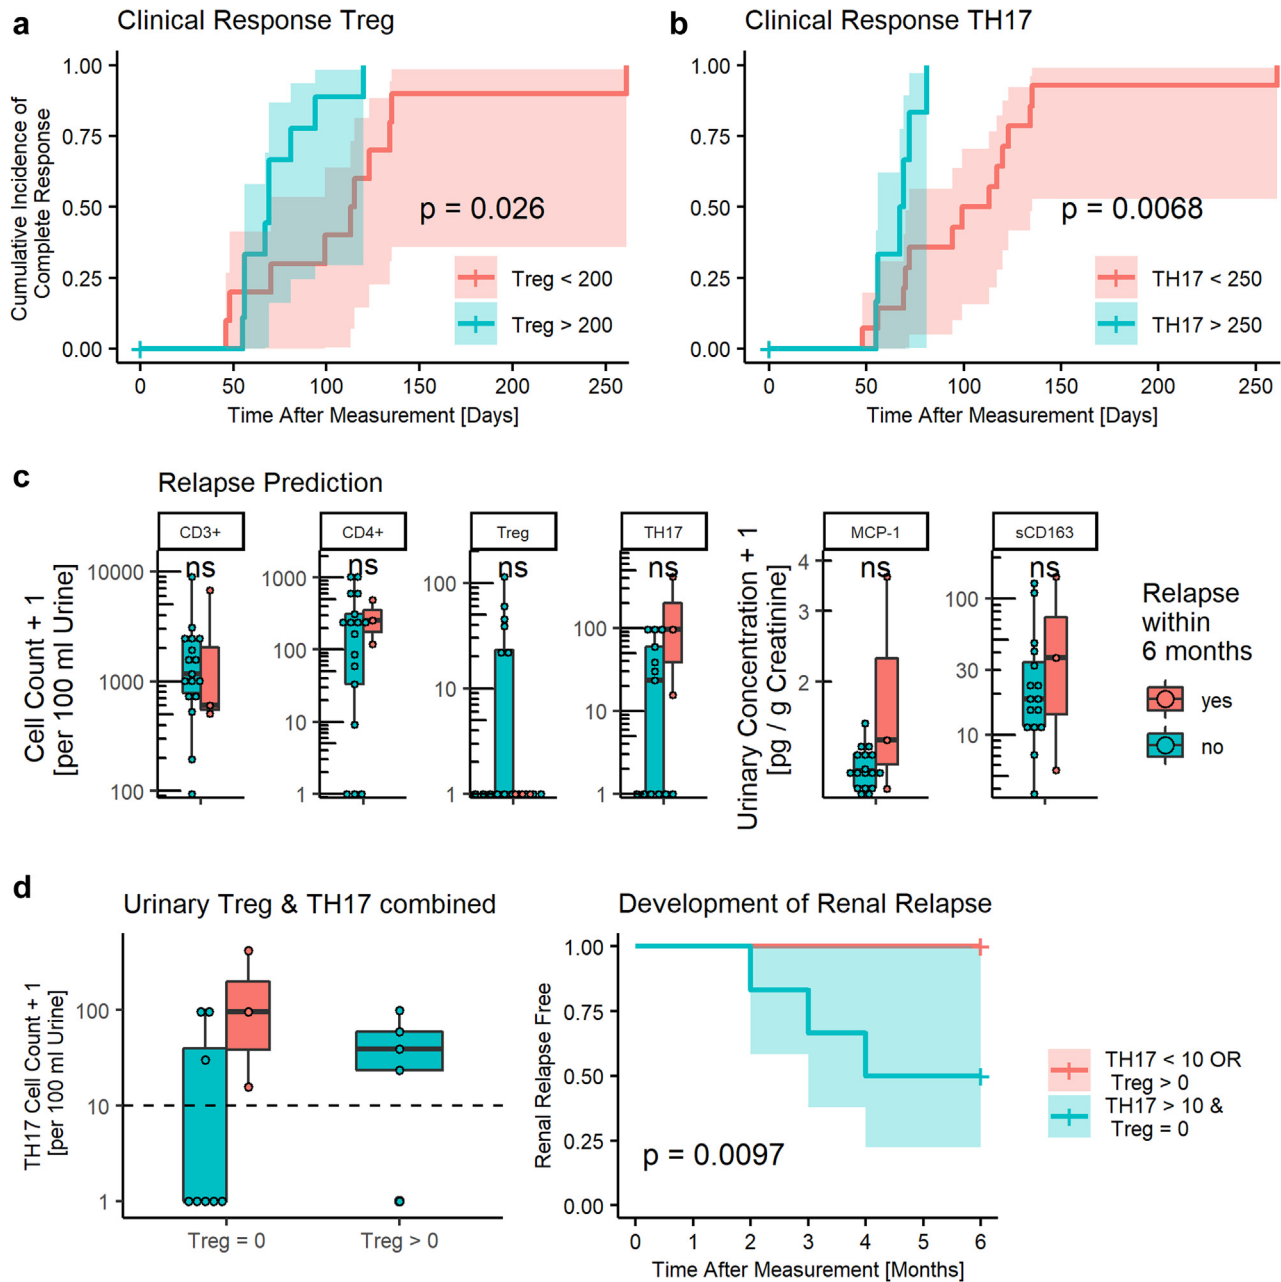 a
Clinical Response Treg
Cumulative Incidence of
Complete Response
1.00
0.75
0.50
0.25
0.00
p = 0.026
Treg < 200
Treg > 200
0 50 100 150 200 250
Time After Measurement [Days]
b
Clinical Response TH17
1.00
0.75
0.50
0.25
0.00
p = 0.0068
TH17 < 250
TH17 > 250
0 50 100 150 200 250
Time After Measurement [Days]
c
Relapse Prediction
Cell Count + 1
[per 100 ml Urine]
CD3+
ns
10000
1000
100
CD4+
ns
1000
100
10
1
Treg
ns
100
10
1
TH17
ns
100
10
1
Urinary Concentration + 1
[pg / g Creatinine]
MCP-1
ns
4
3
2
sCD163
ns
100
30
10
Relapse
within
6 months
yes
no
d
Urinary Treg & TH17 combined
TH17 Cell Count + 1
[per 100 ml Urine]
100
10
1
Treg = 0
Treg > 0
Development of Renal Relapse
Renal Relapse Free
1.00
0.75
0.50
0.25
0.00
p = 0.0097
0 1 2 3 4 5 6
Time After Measurement [Months]
TH17 < 10 OR
Treg > 0
TH17 > 10 &
Treg = 0